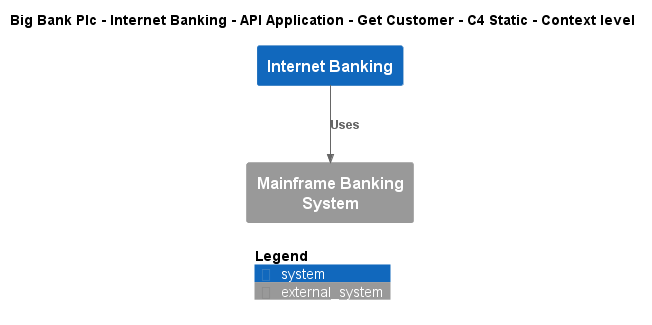 Big Bank Plc - Internet Banking - API Application - Get Customer - C4 Static - Context level
Internet Banking
Uses
Mainframe Banking
System
Legend
system
external_system